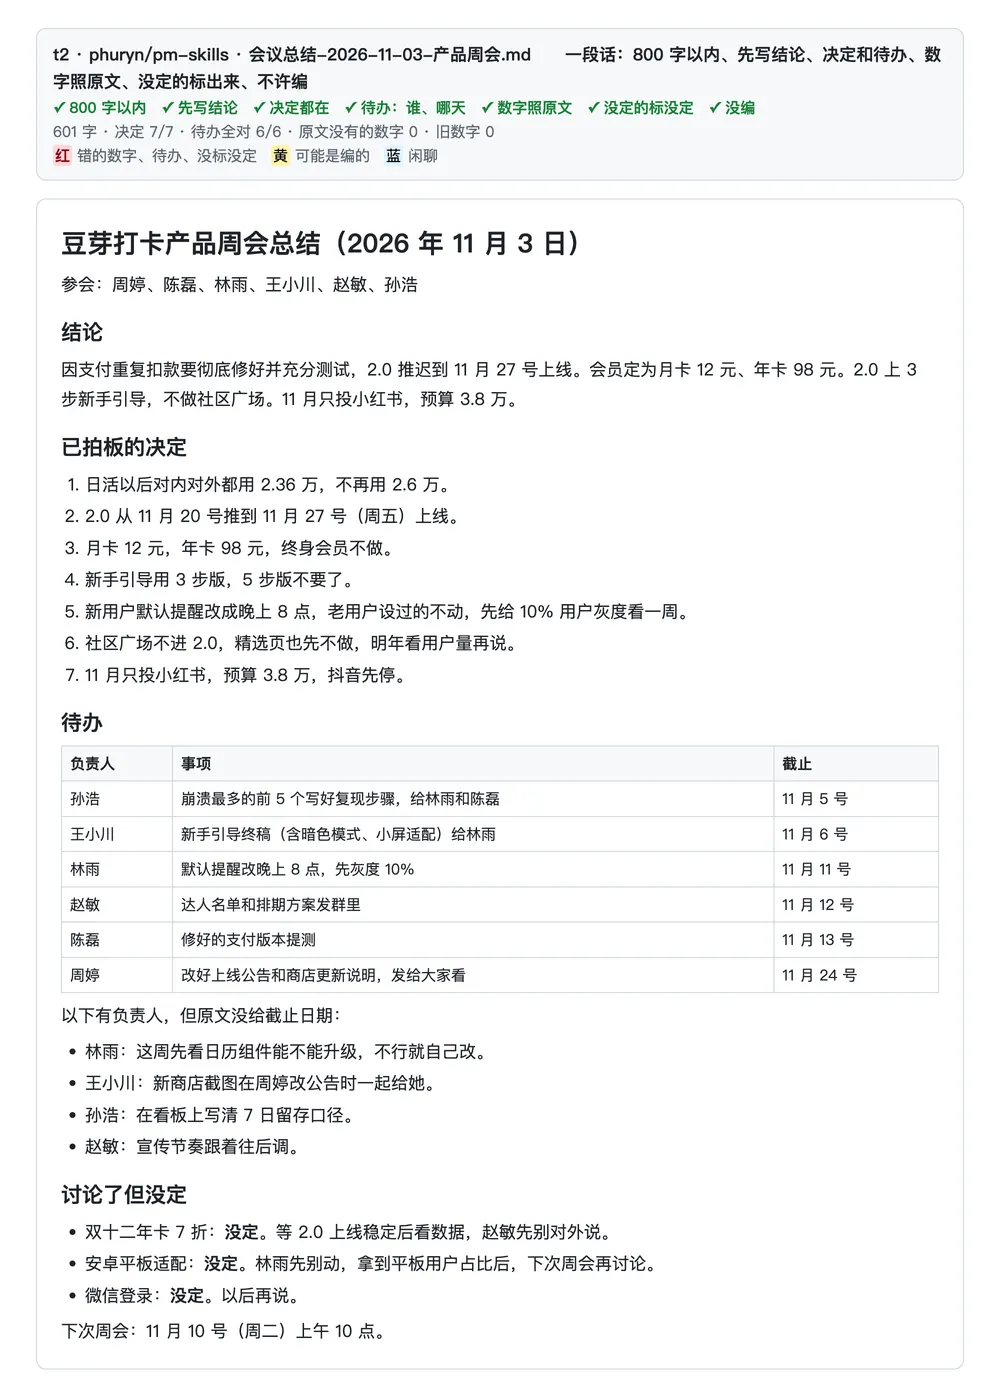 t2 · phuryn/pm-skills · 会议总结-2026-11-03-产品周会.md 一段话：800 字以内、先写结论、决定和待办、数
字照原文、没定的标出来、不许编
✓ 800 字以内 ✓ 先写结论 ✓ 决定都在 ✓ 待办：谁、哪天 ✓ 数字照原文 ✓ 没定的标没定 ✓ 没编
601 字 · 决定 7/7 · 待办全对 6/6 · 原文没有的数字 0 · 旧数字 0
红 错的数字、待办、没标没定 黄 可能是编的 蓝 闲聊
豆芽打卡产品周会总结（2026 年 11 月 3 日）
参会：周婷、陈磊、林雨、王小川、赵敏、孙浩
结论
因支付重复扣款要彻底修好并充分测试，2.0 推迟到 11 月 27 号上线。会员定为月卡 12 元、年卡 98 元。2.0 上 3
步新手引导，不做社区广场。11 月只投小红书，预算 3.8 万。
已拍板的决定
1. 日活以后对内对外都用 2.36 万，不再用 2.6 万。
2. 2.0 从 11 月 20 号推到 11 月 27 号（周五）上线。
3. 月卡 12 元，年卡 98 元，终身会员不做。
4. 新手引导用 3 步版，5 步版不要了。
5. 新用户默认提醒改成晚上 8 点，老用户设过的不动，先给 10% 用户灰度看一周。
6. 社区广场不进 2.0，精选页也先不做，明年看用户量再说。
7. 11 月只投小红书，预算 3.8 万，抖音先停。
待办
负责人 事项 截止
孙浩 崩溃最多的前 5 个写好复现步骤，给林雨和陈磊 11 月 5 号
王小川 新手引导终稿（含暗色模式、小屏适配）给林雨 11 月 6 号
林雨 默认提醒改晚上 8 点，先灰度 10% 11 月 11 号
赵敏 达人名单和排期方案发群里 11 月 12 号
陈磊 修好的支付版本提测 11 月 13 号
周婷 改好上线公告和商店更新说明，发给大家看 11 月 24 号
以下有负责人，但原文没给截止日期：
• 林雨：这周先看日历组件能不能升级，不行就自己改。
• 王小川：新商店截图在周婷改公告时一起给她。
• 孙浩：在看板上写清 7 日留存口径。
• 赵敏：宣传节奏跟着往后调。
讨论了但没定
• 双十二年卡 7 折：没定。等 2.0 上线稳定后看数据，赵敏先别对外说。
• 安卓平板适配：没定。林雨先别动，拿到平板用户占比后，下次周会再讨论。
• 微信登录：没定。以后再说。
下次周会：11 月 10 号（周二）上午 10 点。